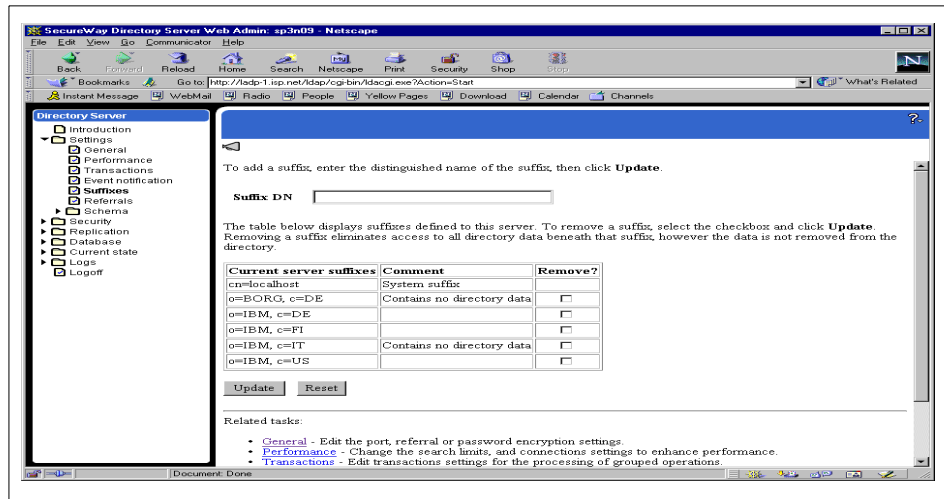 SecureWay Directory Server Web Admin: sp3n09 - Netscape
File Edit View Go Communicator Help
Back Forward Reload Home Search Netscape Print Security Shop Stop
Bookmarks Go to: http://ladp-1.isp.net/ldap/cgi-bin/ldacgi.exe?Action=Start What's Related
Instant Message WebMail Radio People Yellow Pages Download Calendar Channels
Directory Server
Introduction
Settings
General
Performance
Transactions
Event notification
Suffixes
Referrals
Schema
Security
Replication
Database
Current state
Logs
Logoff
?
To add a suffix, enter the distinguished name of the suffix, then click Update.
Suffix DN
The table below displays suffixes defined to this server. To remove a suffix, select the checkbox and click Update.
Removing a suffix eliminates access to all directory data beneath that suffix, however the data is not removed from the
directory.
Current server suffixes Comment Remove?
cn=localhost System suffix
o=BORG, c=DE Contains no directory data
o=IBM, c=DE
o=IBM, c=FI
o=IBM, c=IT Contains no directory data
o=IBM, c=US
Update Reset
Related tasks:
• General - Edit the port, referral or password encryption settings.
• Performance - Change the search limits, and connections settings to enhance performance.
• Transactions - Edit transactions settings for the processing of grouped operations.
Document: Done